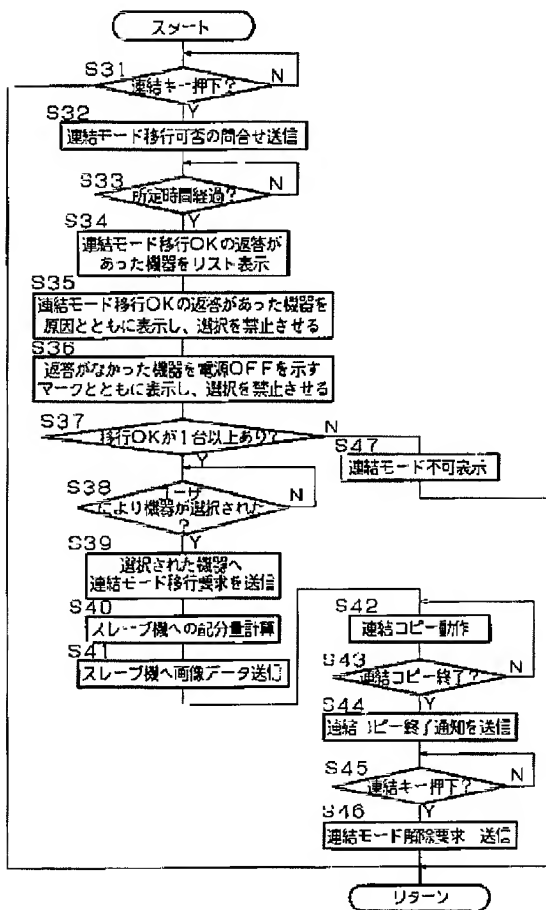 スタート
S31
連結キー押下?
N
Y
S32
連結モード移行可否の問合せ送信
S33
所定時間経過?
N
Y
S34
連結モード移行OKの返答が
あった機器をリスト表示
S35
連結モード移行OKの返答があった機器を
原因とともに表示し、選択を禁止させる
S36
返答がなかった機器を電源OFFを示す
マークとともに表示し、選択を禁止させる
S37
移行OKが1台以上あり?
N
Y
S47
連結モード不可表示
S38
ユーザ
により機器が選択された
?
N
Y
S39
選択された機器へ
連結モード移行要求を送信
S40
スレーブ機への配分量計算
S41
スレーブ機へ画像データ送信
S42
連結コピー動作
S43
連結コピー終了?
N
Y
S44
連結コピー終了通知を送信
S45
連結キー押下?
N
Y
S46
連結モード解除要求 送信
リターン